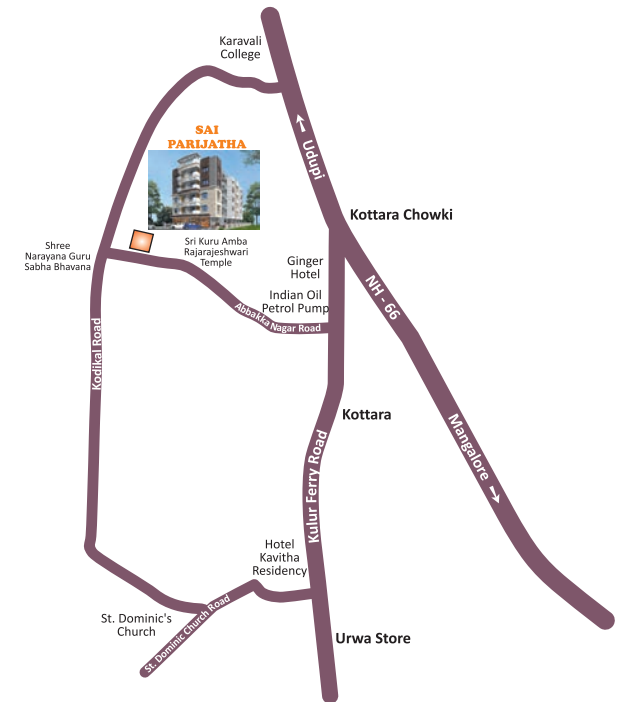 Karavali
College
SAI
PARIJATHA
← Udupi
Kottara Chowki
Shree
Narayana Guru
Sabha Bhavana
Sri Kuru Amba
Rajarajeshwari
Temple
Ginger
Hotel
Indian Oil
Petrol Pump
NH - 66
Abbakka Nagar Road
Kodikal Road
Kottara
Mangalore →
Kulur Ferry Road
Hotel
Kavitha
Residency
St. Dominic's
Church
St. Dominic Church Road
Urwa Store